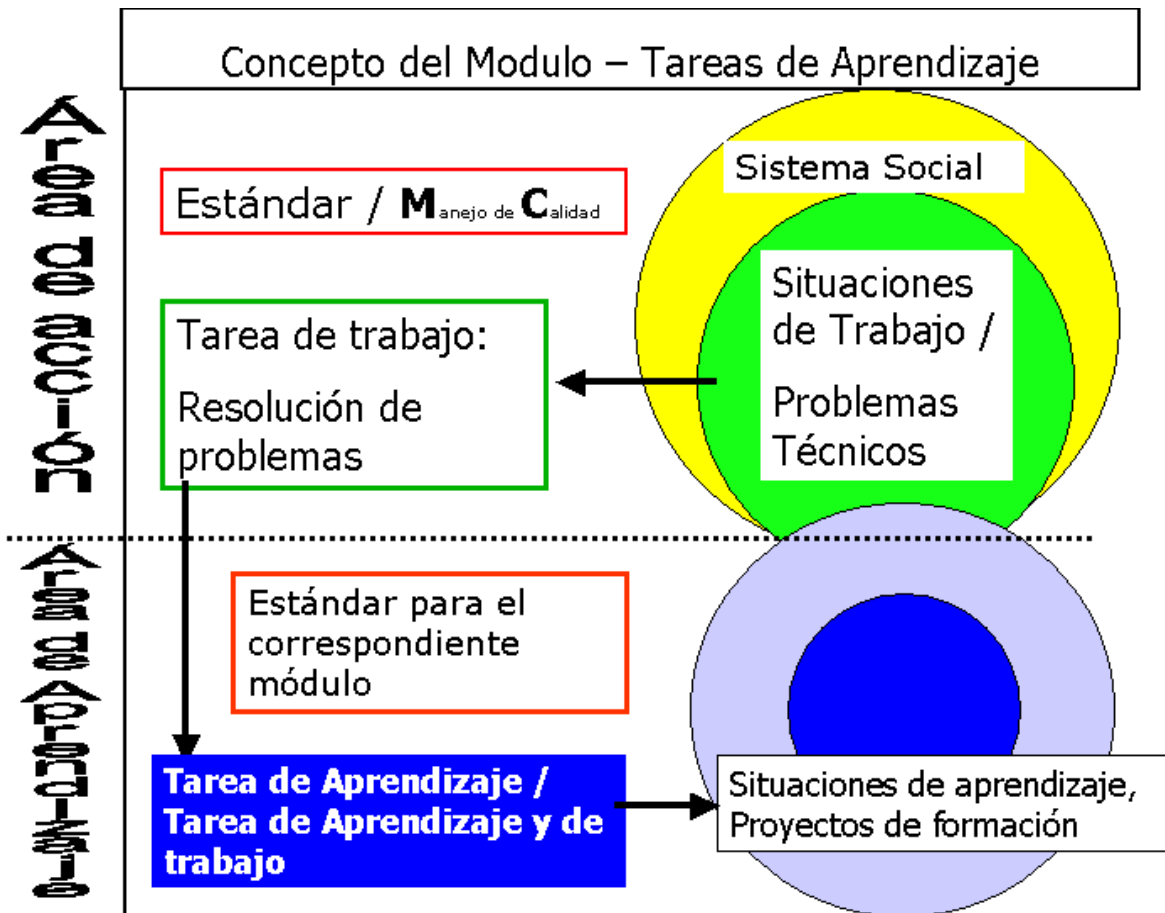 Concepto del Modulo – Tareas de Aprendizaje
Área de acción
Sistema Social
Estándar / Manejo de Calidad
Situaciones
de Trabajo /
Problemas
Técnicos
Tarea de trabajo:
Resolución de
problemas
Área de Aprendizaje
Estándar para el
correspondiente
módulo
Tarea de Aprendizaje /
Tarea de Aprendizaje y de
trabajo
Situaciones de aprendizaje,
Proyectos de formación